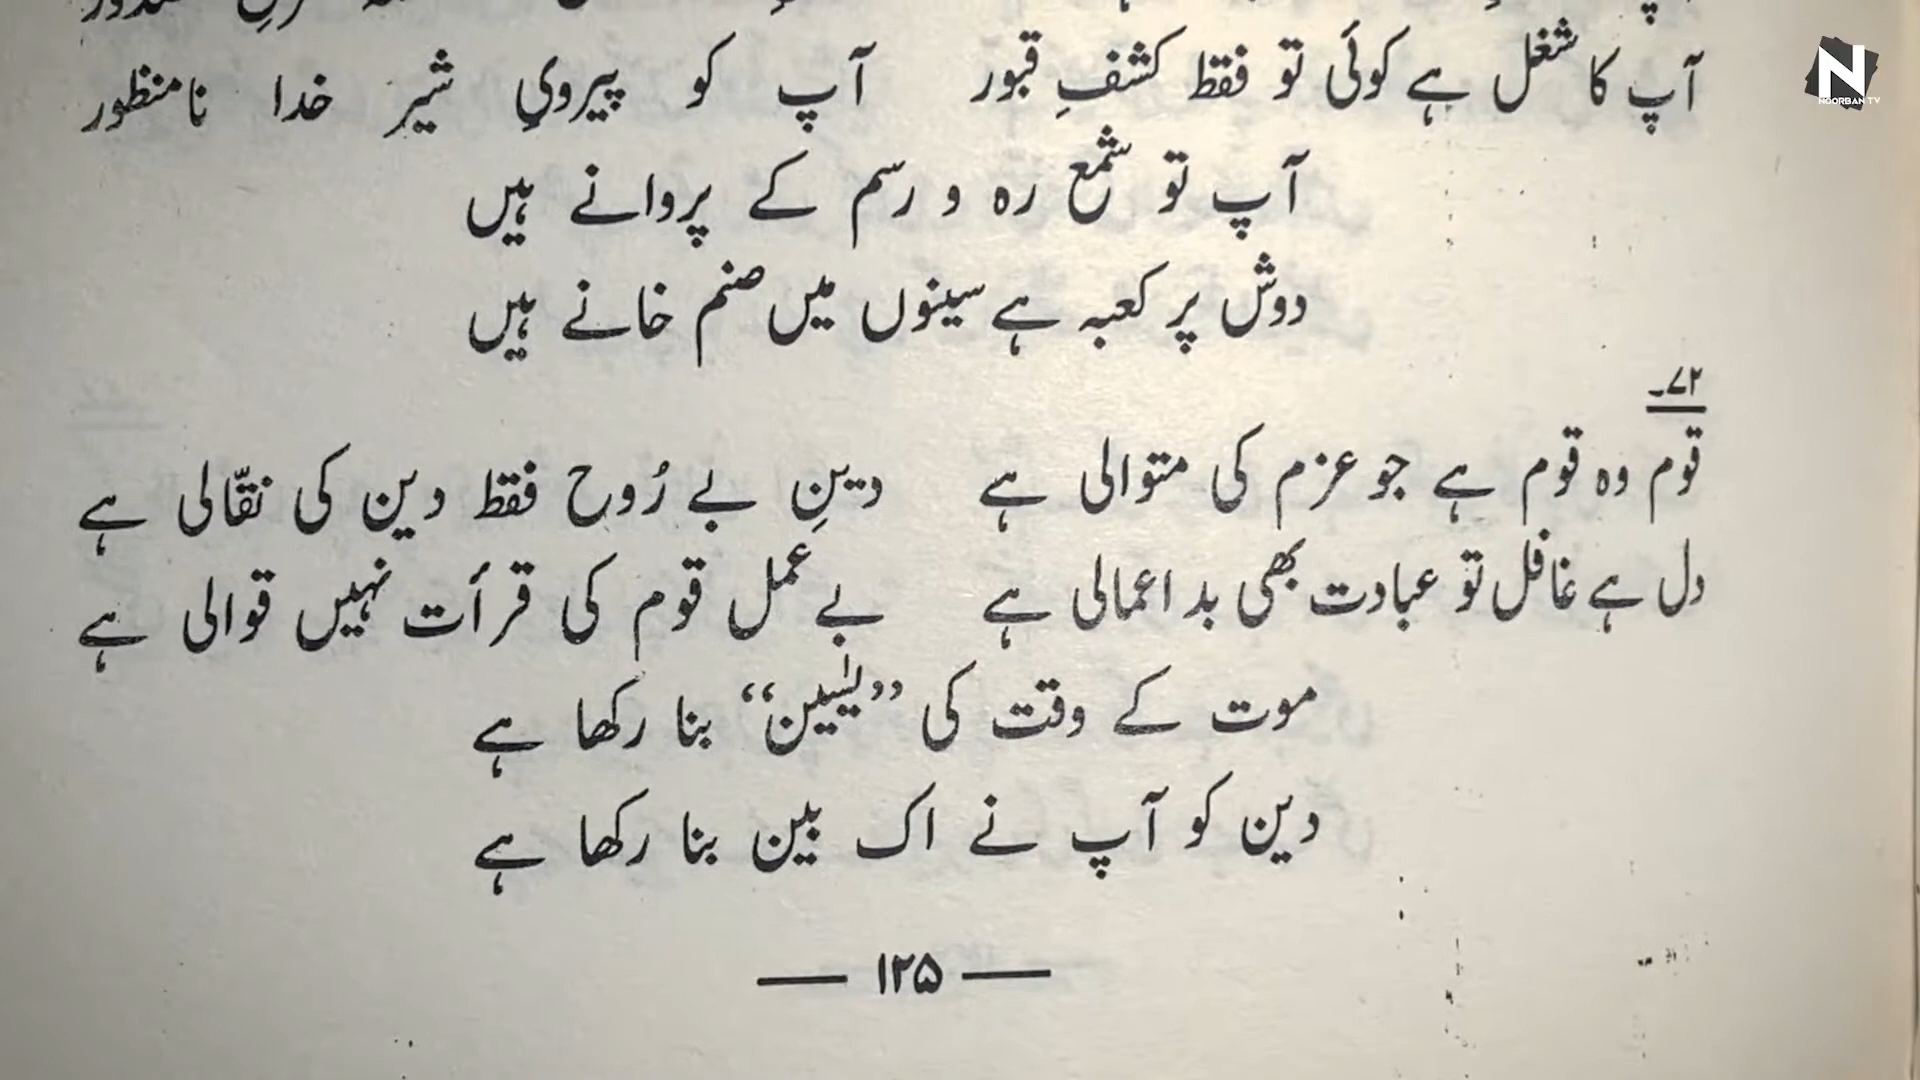 آپ کا شغل ہے کوئی تو فقط کشفِ قبور آپ کو پیرویِ شیر خدا نامنظور
آپ تو شمع رہ و رسم کے پروانے ہیں
دوش پر کعبہ ہے سینوں میں صنم خانے ہیں
۷۲۔
قوم وہ قوم ہے جو عزم کی متوالی ہے دینِ بے رُوح فقط دین کی نقّالی ہے
دل ہے غافل تو عبادت بھی بد اعمالی ہے بے عمل قوم کی قرأت نہیں قوالی ہے
موت کے وقت کی ”یٰسین“ بنا رکھا ہے
دین کو آپ نے اک بین بنا رکھا ہے
— ۱۲۵ —
N
NOORBAN TV